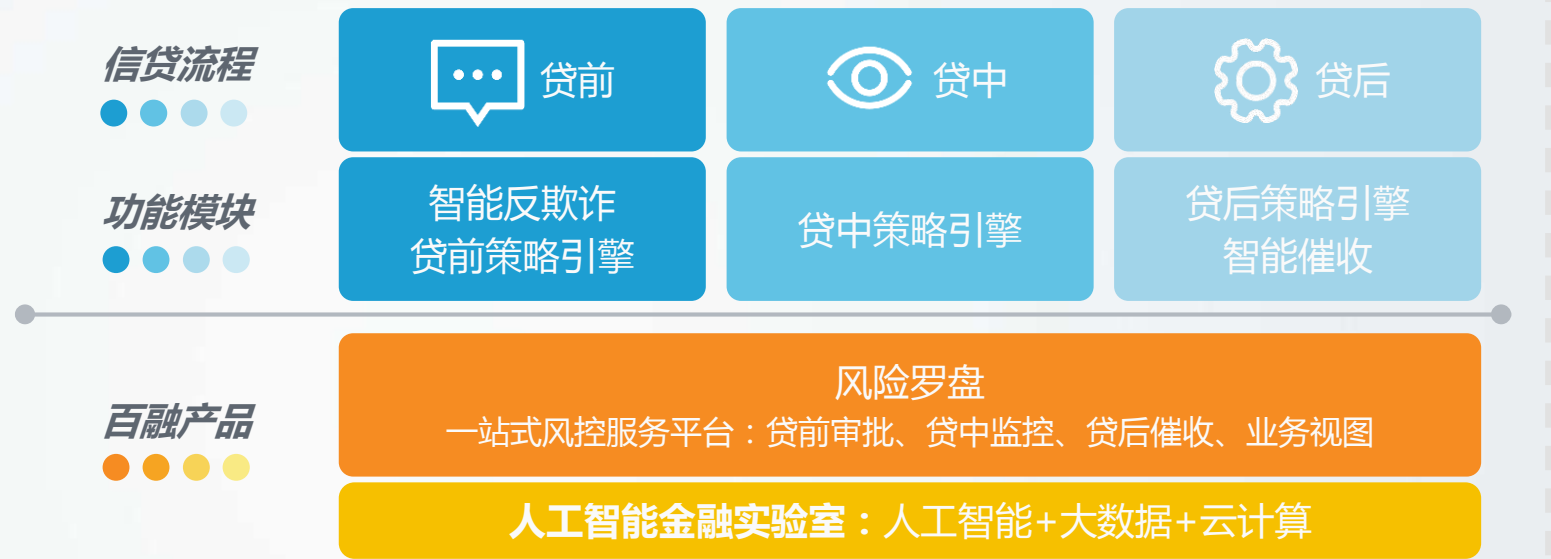 信贷流程
贷前
贷中
贷后
功能模块
智能反欺诈
贷前策略引擎
贷中策略引擎
贷后策略引擎
智能催收
百融产品
风险罗盘
一站式风控服务平台：贷前审批、贷中监控、贷后催收、业务视图
人工智能金融实验室：人工智能+大数据+云计算